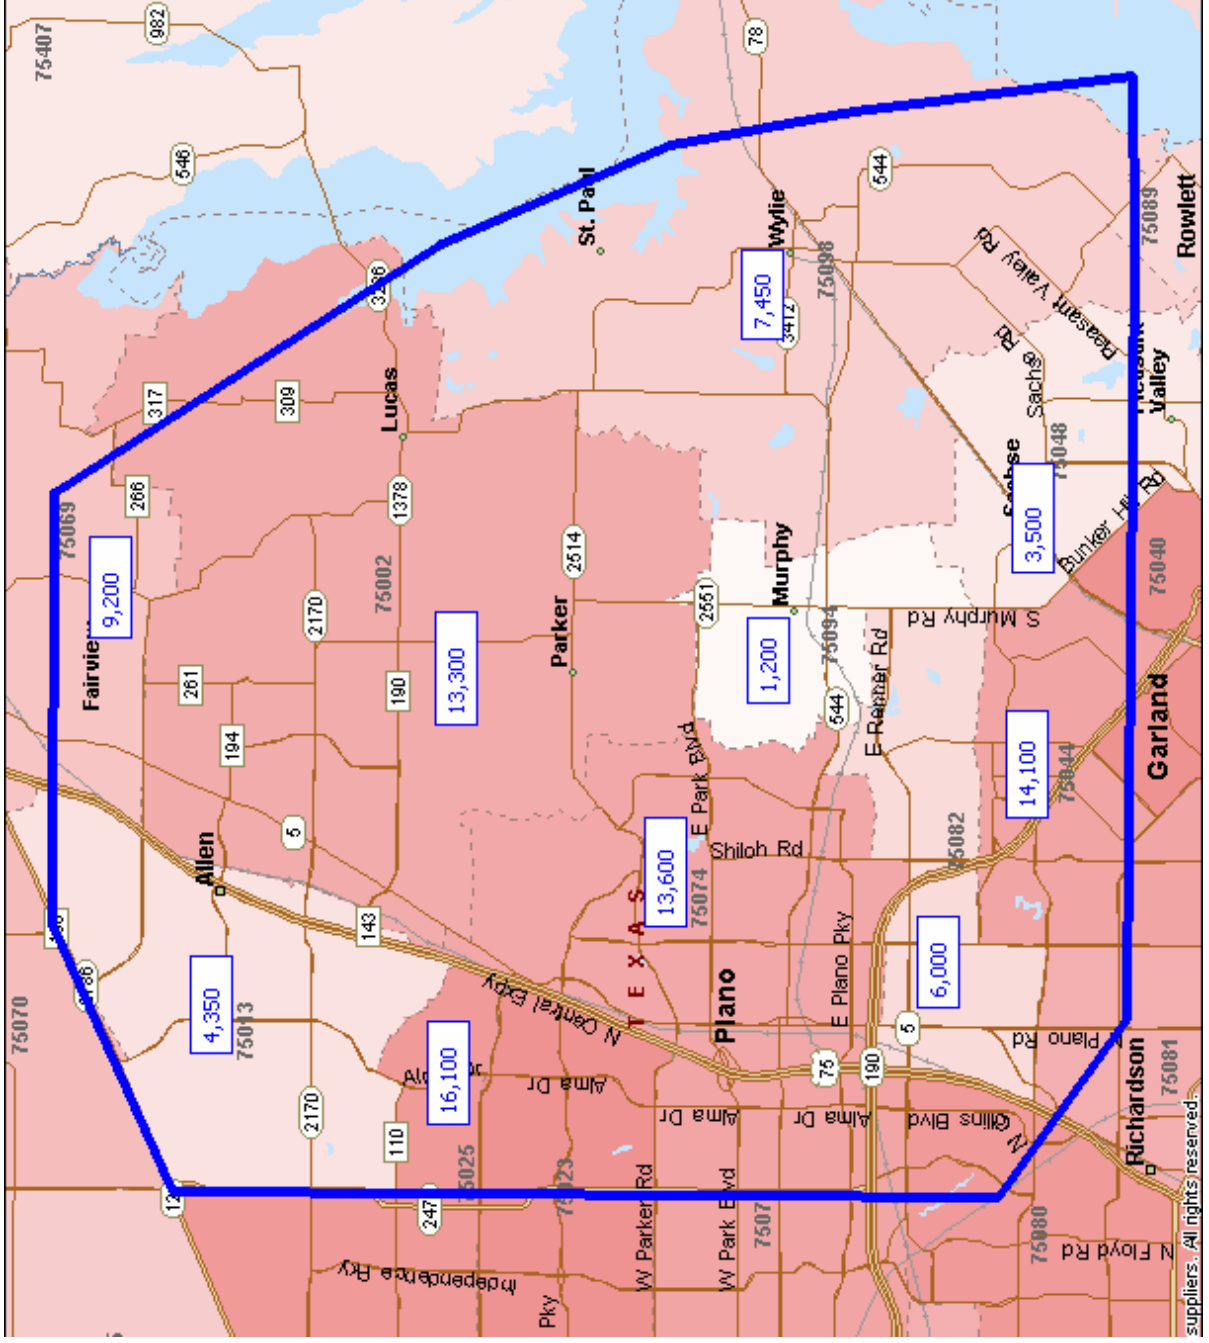 75407
982
546
78
317
309
3286
St. Paul
544
Wylie
75098
7,450
3412
Pleasant Valley Rd
75089
Rowlett
Sachse Rd
Valley
75069
266
Lucas
1378
9,200
Fairview
75002
2170
2514
Parker
2551
Murphy
75094
1,200
S Murphy Rd
Sachse
75048
3,500
Bunker Hill Rd
75040
261
194
190
13,300
544
E Renner Rd
E Park Blvd
14,100
75044
Garland
5
Allen
143
Shiloh Rd
13,600
75074
TEXAS
75082
E Plano Pky
6,000
4,350
75013
75070
2170
16,100
N Central Expy
Plano
5
N Plano Rd
75
190
Alma Dr
Alma Dr
Alma Dr
Alma Dr
110
75025
75023
N Collins Blvd
Richardson
75081
247
W Parker Rd
W Park Blvd
7507
75080
N Floyd Rd
Independence Pky
Pky
suppliers. All rights reserved.